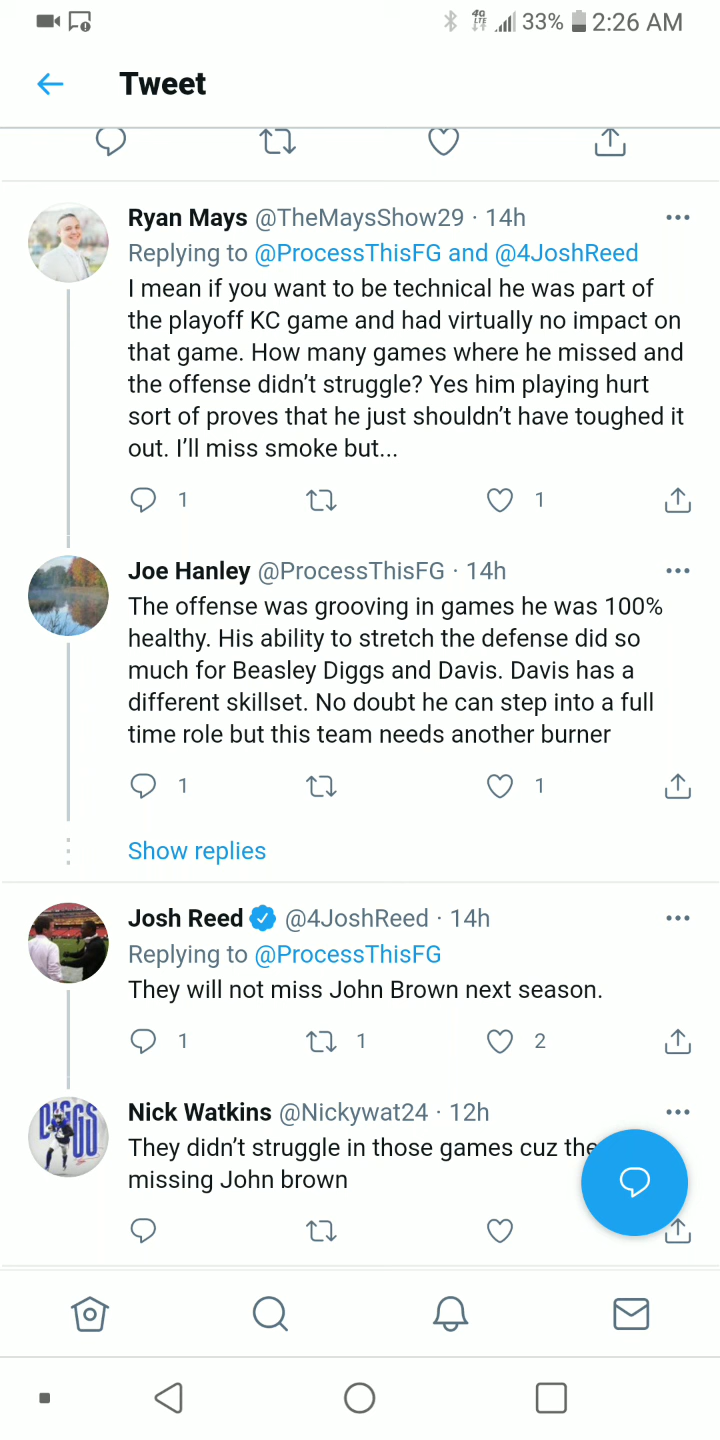 4G LTE 33% 2:26 AM
Tweet
Ryan Mays @TheMaysShow29 · 14h
Replying to @ProcessThisFG and @4JoshReed
I mean if you want to be technical he was part of
the playoff KC game and had virtually no impact on
that game. How many games where he missed and
the offense didn’t struggle? Yes him playing hurt
sort of proves that he just shouldn’t have toughed it
out. I’ll miss smoke but...
1 1
Joe Hanley @ProcessThisFG · 14h
The offense was grooving in games he was 100%
healthy. His ability to stretch the defense did so
much for Beasley Diggs and Davis. Davis has a
different skillset. No doubt he can step into a full
time role but this team needs another burner
1 1
Show replies
Josh Reed @4JoshReed · 14h
Replying to @ProcessThisFG
They will not miss John Brown next season.
1 1 2
DIGGS
Nick Watkins @Nickywat24 · 12h
They didn’t struggle in those games cuz
missing John brown